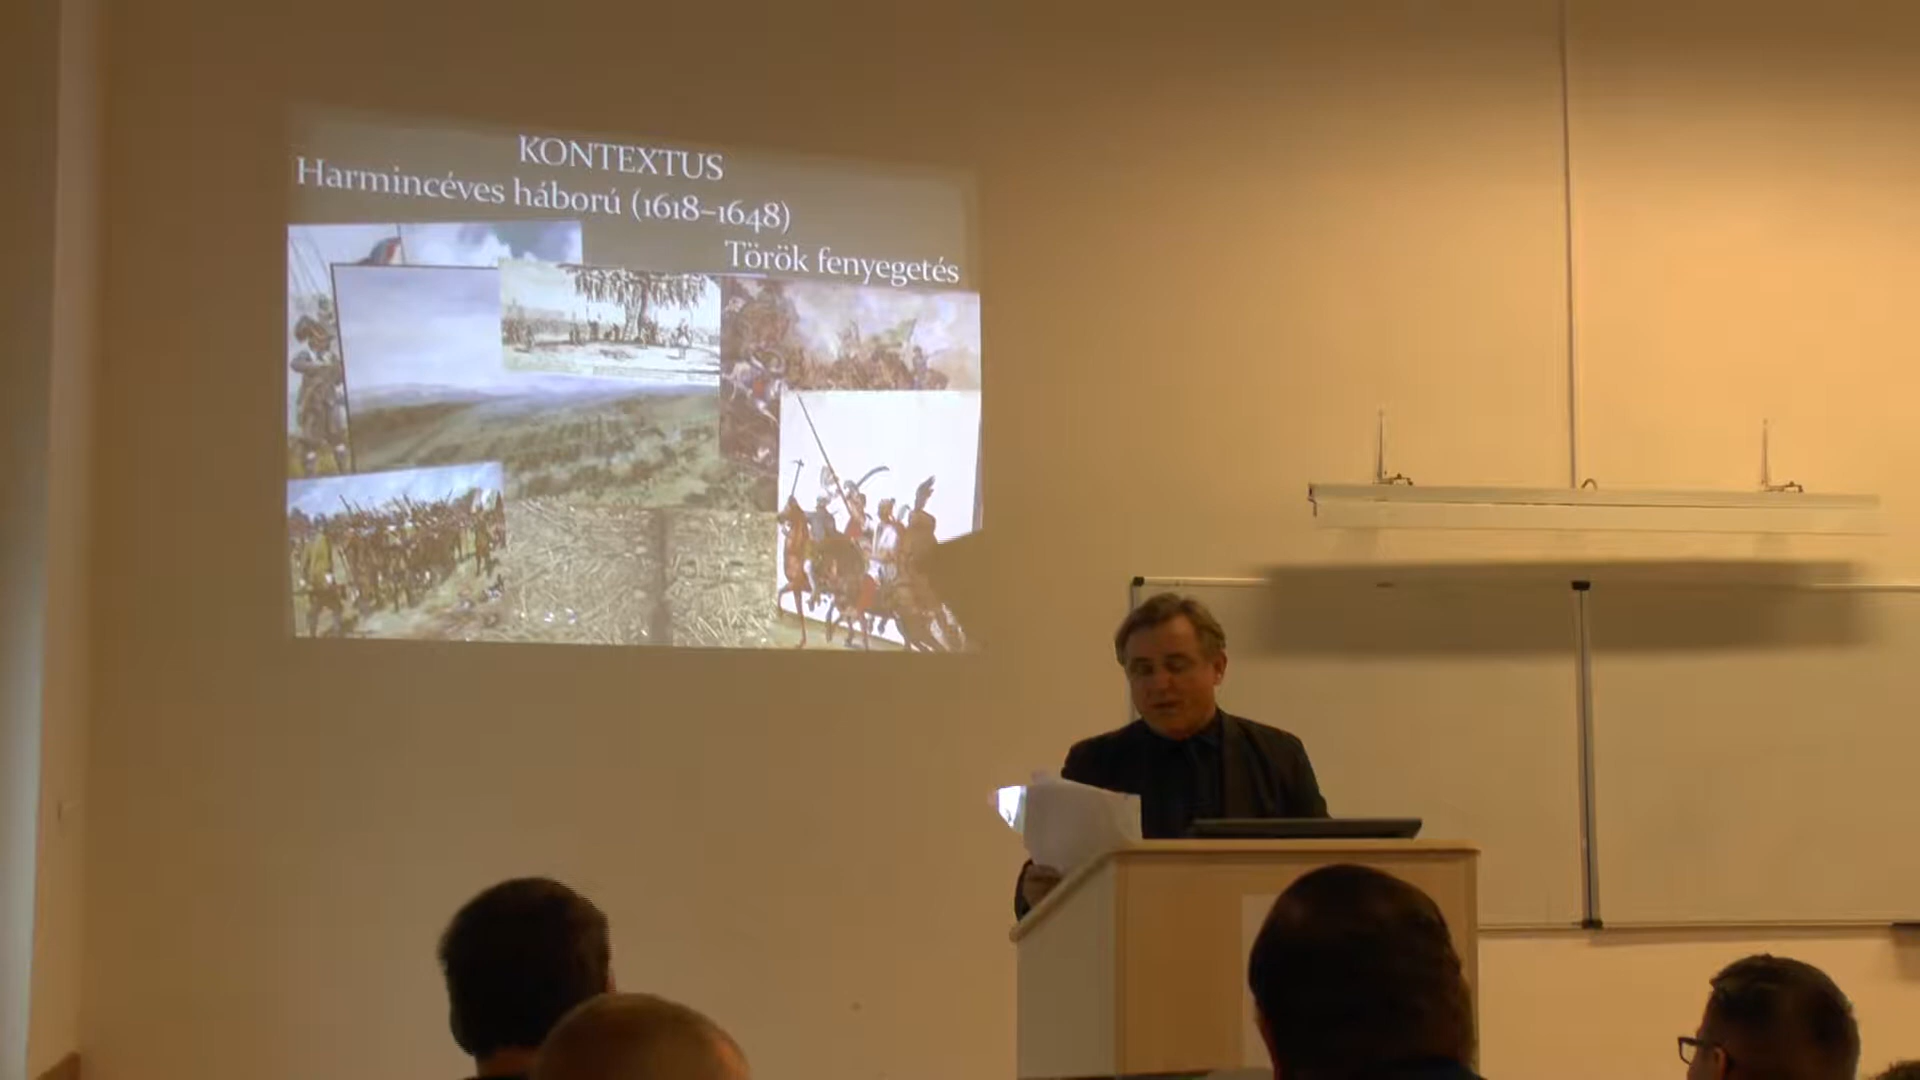 KONTEXTUS
Harmincéves háború (1618–1648)
Török fenyegetés